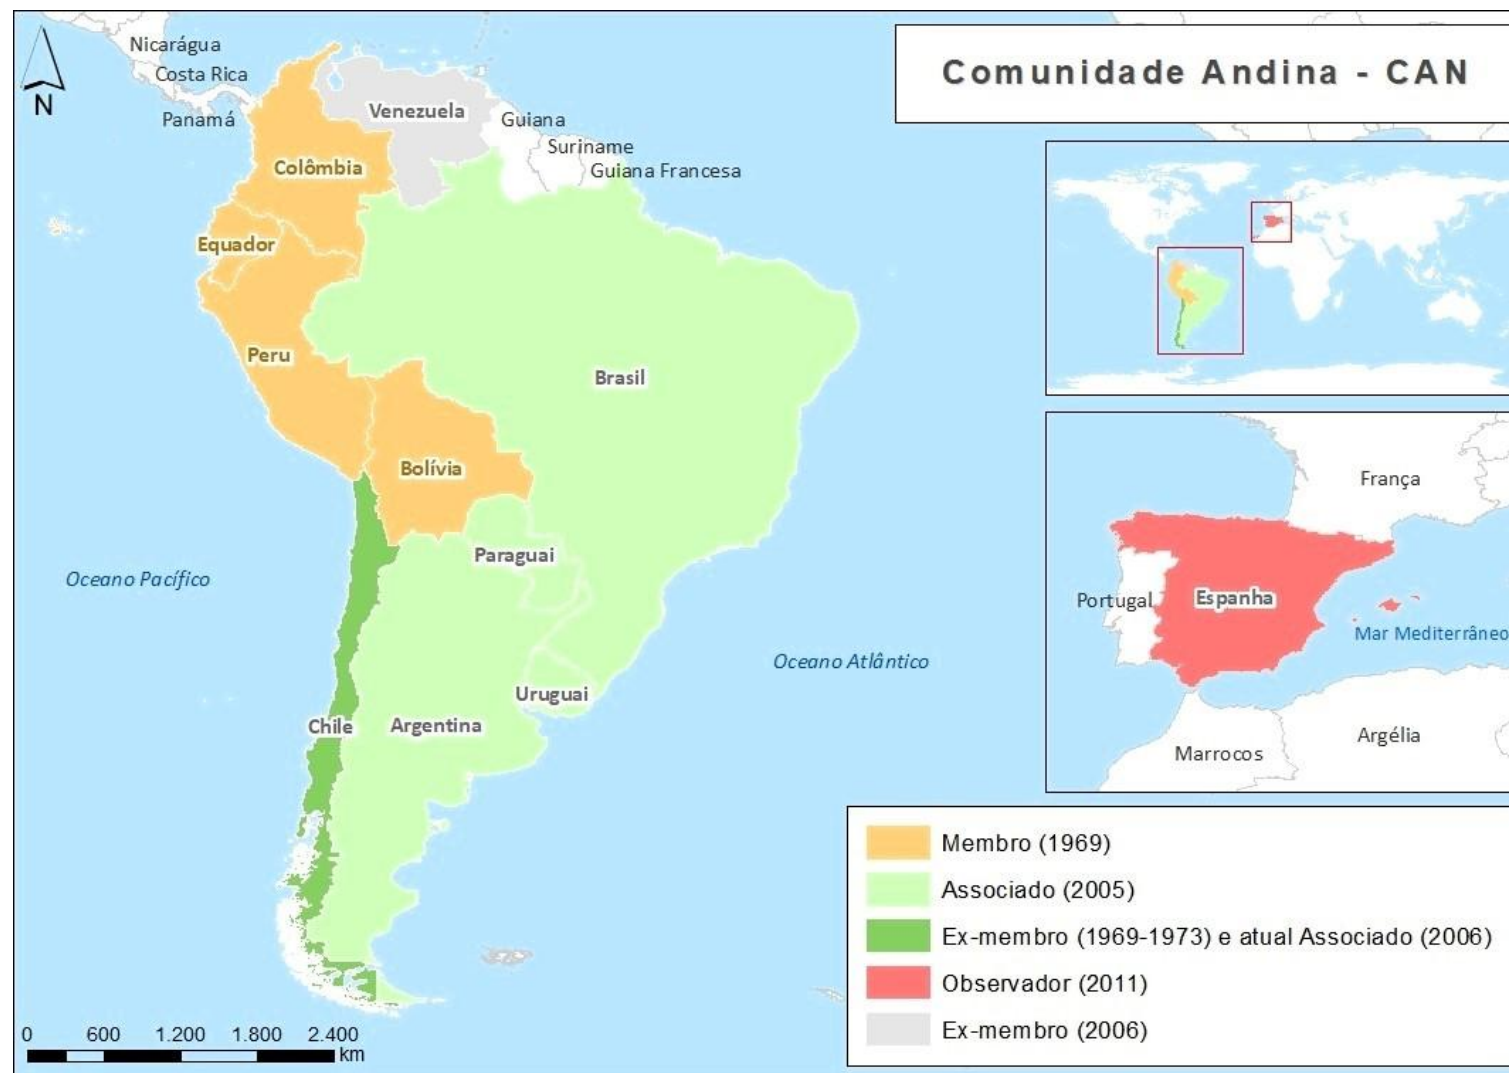 Comunidade Andina - CAN
N
Nicarágua
Costa Rica
Panamá
Venezuela
Guiana
Suriname
Guiana Francesa
Colômbia
Equador
Peru
Brasil
Bolívia
Paraguai
Oceano Pacífico
Oceano Atlântico
Uruguai
Chile
Argentina
França
Portugal
Espanha
Mar Mediterrâneo
Marrocos
Argélia
Membro (1969)
Associado (2005)
Ex-membro (1969-1973) e atual Associado (2006)
Observador (2011)
Ex-membro (2006)
0 600 1.200 1.800 2.400
km